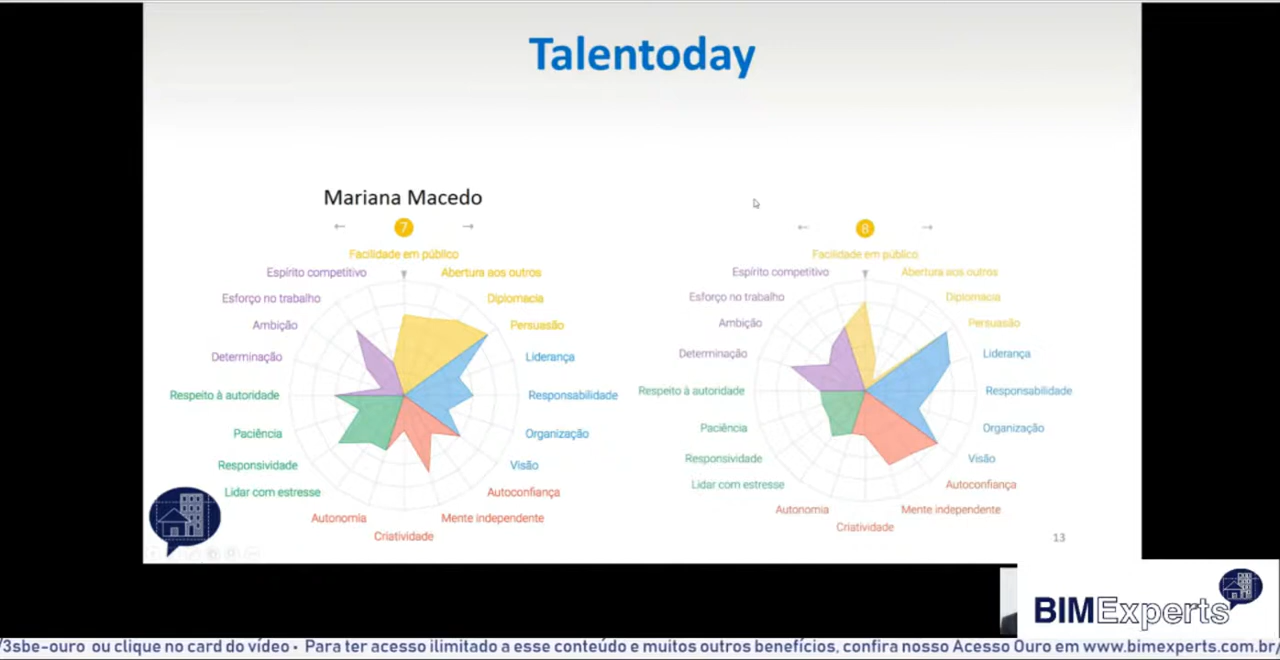 Talentoday
Mariana Macedo
← 7 →
Facilidade em público
Espírito competitivo
Abertura aos outros
Esforço no trabalho
Diplomacia
Ambição
Persuasão
Determinação
Liderança
Respeito à autoridade
Responsabilidade
Paciência
Organização
Responsividade
Visão
Lidar com estresse
Autoconfiança
Autonomia
Mente independente
Criatividade
← 8 →
Facilidade em público
Espírito competitivo
Abertura aos outros
Esforço no trabalho
Diplomacia
Ambição
Persuasão
Determinação
Liderança
Respeito à autoridade
Responsabilidade
Paciência
Organização
Responsividade
Visão
Lidar com estresse
Autoconfiança
Autonomia
Mente independente
Criatividade
13
BIMExperts
/3sbe-ouro ou clique no card do vídeo • Para ter acesso ilimitado a esse conteúdo e muitos outros benefícios, confira nosso Acesso Ouro em www.bimexperts.com.br/